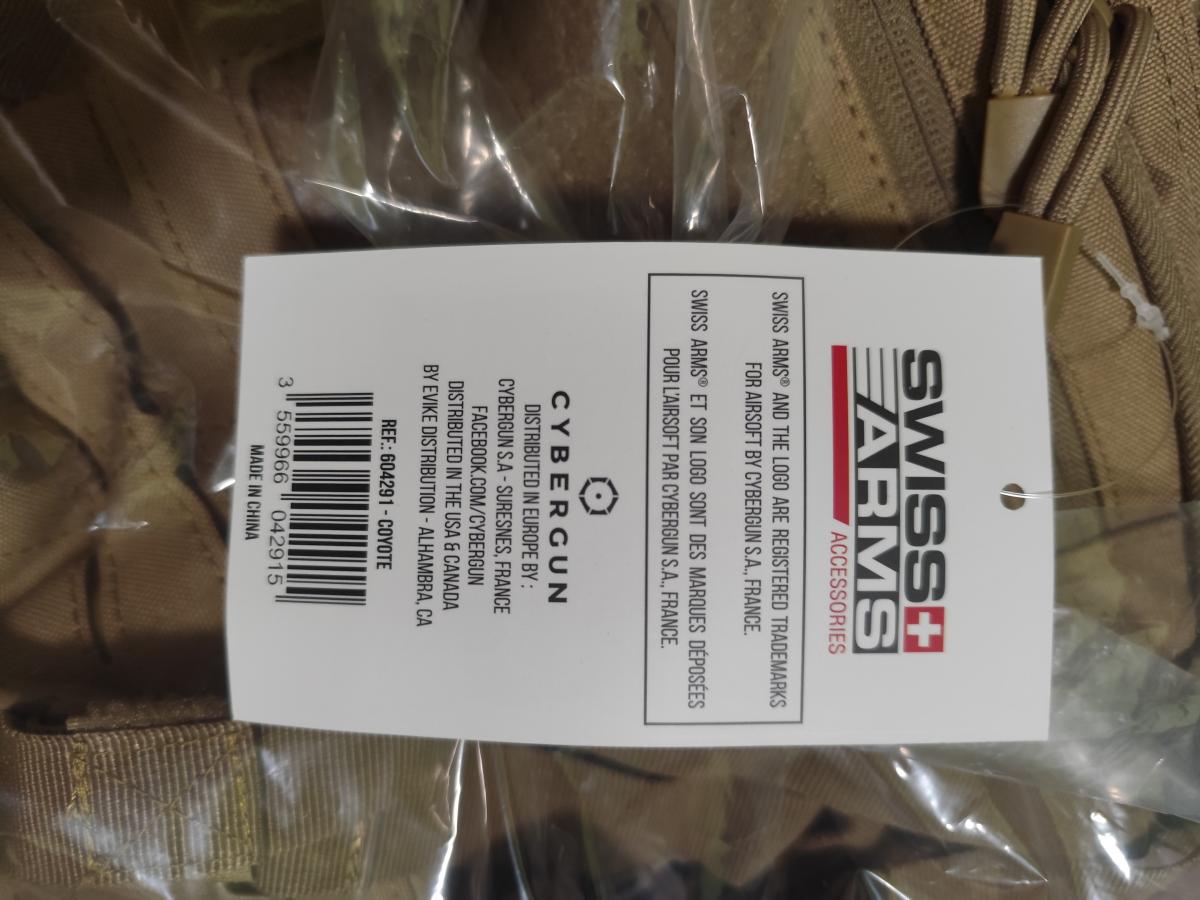 SWISS
ARMS
ACCESSORIES
SWISS ARMS® AND THE LOGO ARE REGISTERED TRADEMARKS
FOR AIRSOFT BY CYBERGUN S.A., FRANCE.
SWISS ARMS® ET SON LOGO SONT DES MARQUES DÉPOSÉES
POUR L'AIRSOFT PAR CYBERGUN S.A., FRANCE.
CYBERGUN
DISTRIBUTED IN EUROPE BY :
CYBERGUN S.A - SURESNES, FRANCE
FACEBOOK.COM/CYBERGUN
DISTRIBUTED IN THE USA & CANADA
BY EVIKE DISTRIBUTION - ALHAMBRA, CA
REF.: 604291 - COYOTE
3 559966 042915
MADE IN CHINA